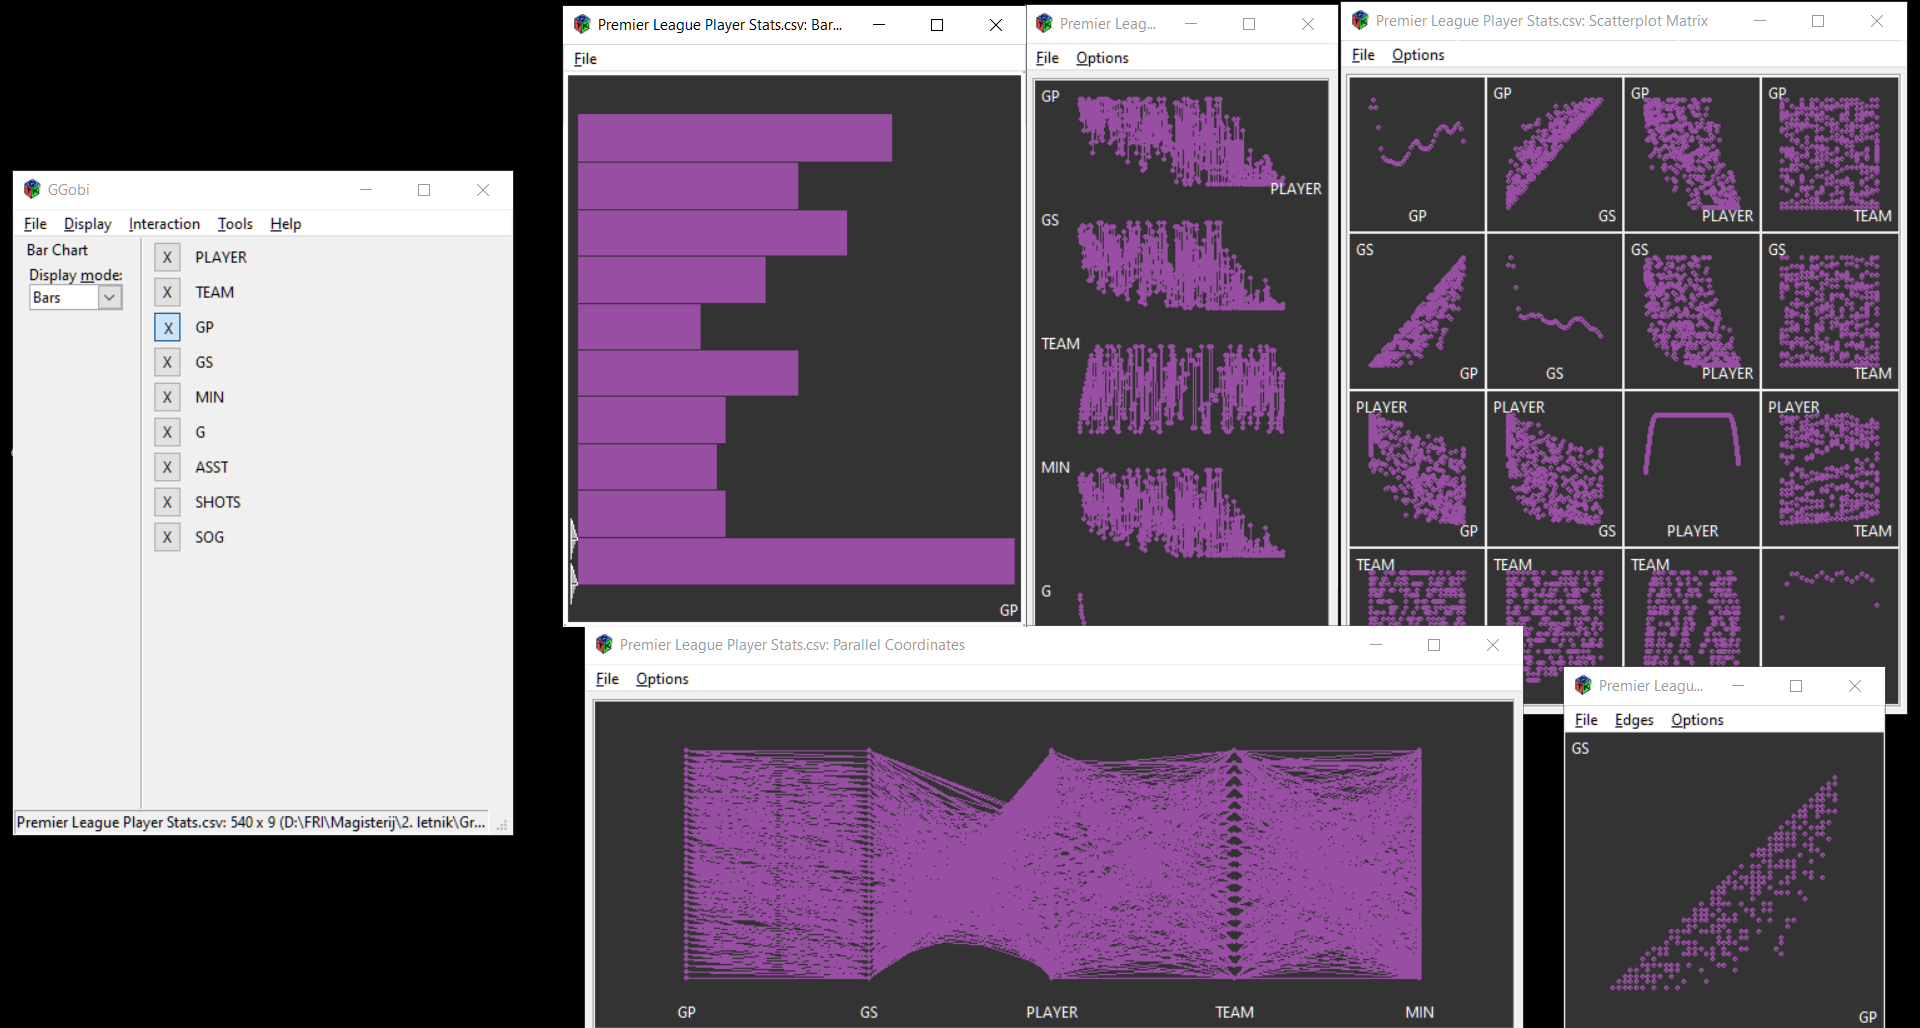 GGobi
File Display Interaction Tools Help
Bar Chart
Display mode:
Bars
X PLAYER
X TEAM
X GP
X GS
X MIN
X G
X ASST
X SHOTS
X SOG
Premier League Player Stats.csv: 540 x 9 (D:\FRI\Magisterij\2. letnik\Gr...
Premier League Player Stats.csv: Bar...
File
GP
Premier Leag...
File Options
GP
PLAYER
GS
TEAM
MIN
G
Premier League Player Stats.csv: Scatterplot Matrix
File Options
GP
GP
GS
GP
PLAYER
GP
TEAM
GS
GP
GS
GS
PLAYER
GS
TEAM
PLAYER
GP
PLAYER
GS
PLAYER
PLAYER
TEAM
TEAM
TEAM
TEAM
Premier League Player Stats.csv: Parallel Coordinates
File Options
GP GS PLAYER TEAM MIN
Premier Leagu...
File Edges Options
GS
GP